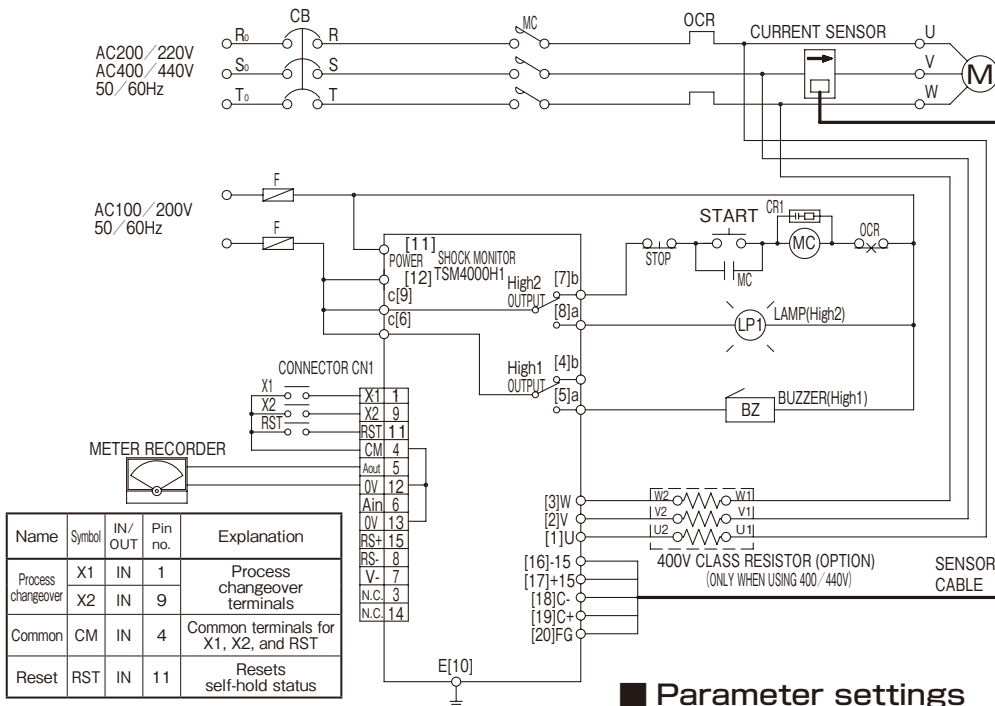 CB
MC
OCR
CURRENT SENSOR
AC200/220V
AC400/440V
50/60Hz
R0
R
S0
S
T0
T
U
V
W
M
AC100/200V
50/60Hz
F
F
[11]
POWER
SHOCK MONITOR
[12]
TSM4000H1
c[9]
c[6]
High2
OUTPUT
[7]b
[8]a
High1
OUTPUT
[4]b
[5]a
STOP
START
MC
CR1
MC
OCR
LP1
LAMP(High2)
BZ
BUZZER(High1)
CONNECTOR CN1
X1
X2
RST
X1 1
X2 9
RST 11
CM 4
Aout 5
0V 12
Ain 6
0V 13
RS+ 15
RS- 8
V- 7
N.C. 3
N.C. 14
METER RECORDER
[3]W
[2]V
[1]U
[16]-15
[17]+15
[18]C-
[19]C+
[20]FG
W2 W1
V2 V1
U2 U1
400V CLASS RESISTOR (OPTION)
(ONLY WHEN USING 400/440V)
SENSOR
CABLE
E[10]
Name Symbol IN/OUT Pin no. Explanation
Process changeover X1 IN 1 Process changeover terminals
X2 IN 9
Common CM IN 4 Common terminals for X1, X2, and RST
Reset RST IN 11 Resets self-hold status
■ Parameter settings